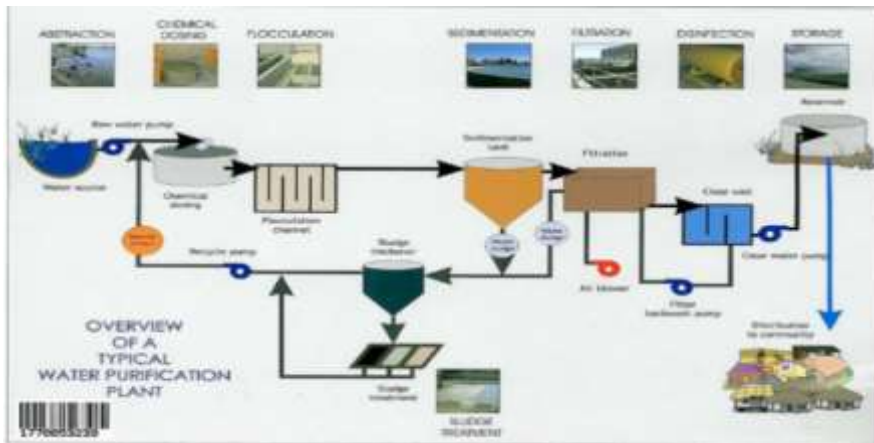 ABSTRACTION
CHEMICAL
DOSING
FLOCCULATION
SEDIMENTATION
FILTRATION
DISINFECTION
STORAGE
Reservoir
Raw water pump
Water source
Chemical
dosing
Flocculation
channel
Sedimentation
tank
Filtration
Clear well
Clear water pump
Recycle pump
Sludge
thickener
Air blower
Filter
backwash pump
Distribution
to community
Sludge
treatment
SLUDGE
TREATMENT
OVERVIEW
OF A
TYPICAL
WATER PURIFICATION
PLANT